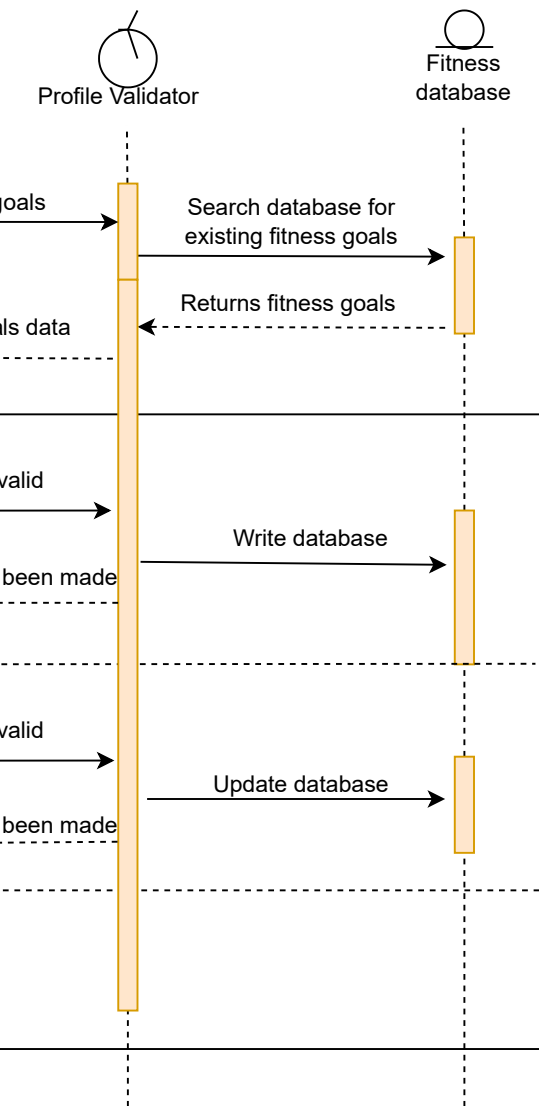 Profile Validator
Fitness
database
goals
Search database for
existing fitness goals
Returns fitness goals
als data
valid
Write database
been made
valid
Update database
been made